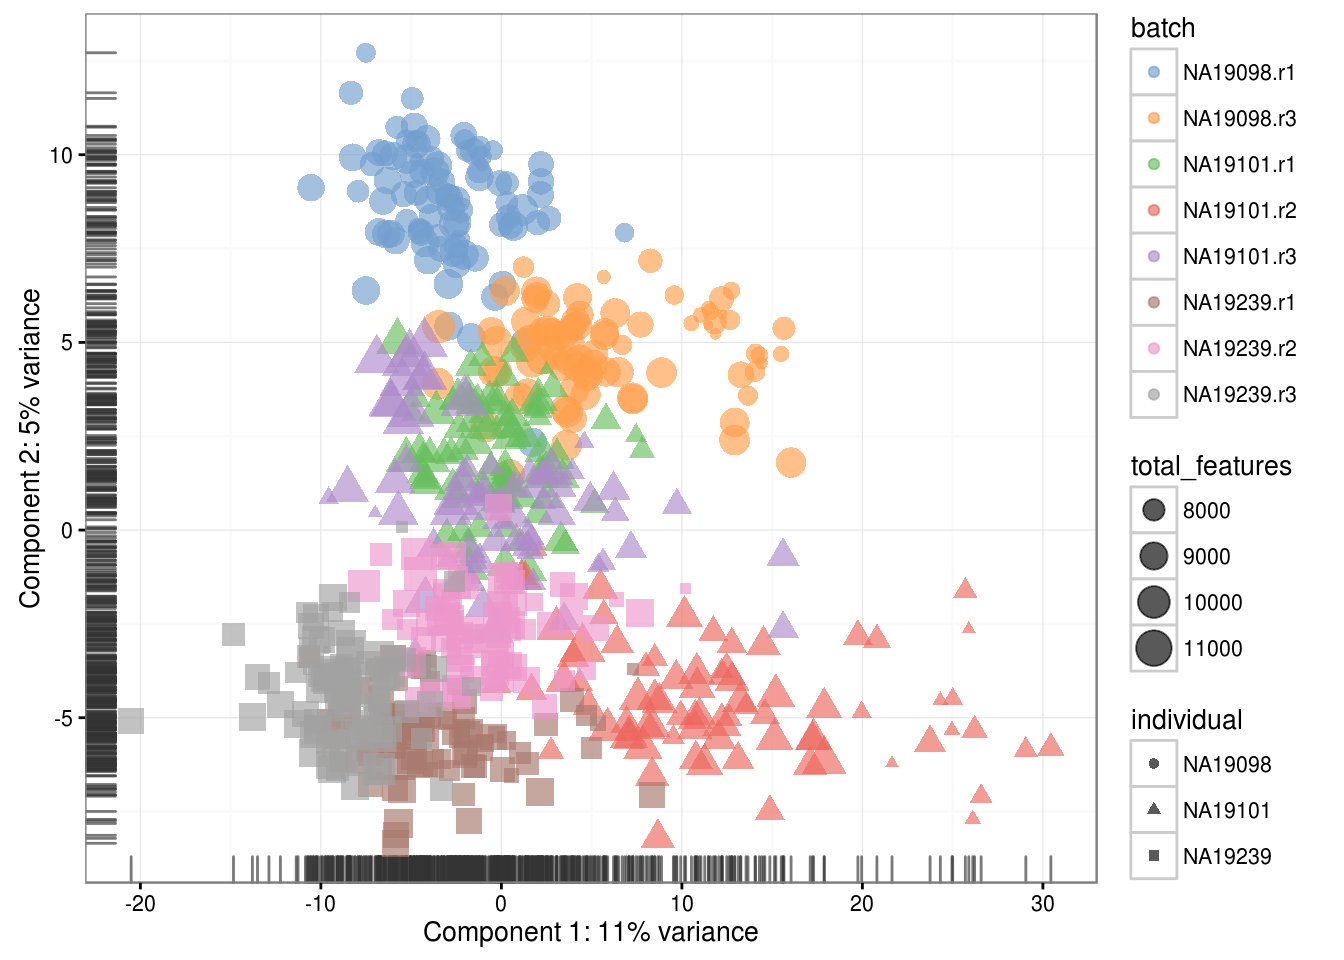 10
5
0
-5
-20
-10
0
10
20
30
Component 2: 5% variance
Component 1: 11% variance
batch
NA19098.r1
NA19098.r3
NA19101.r1
NA19101.r2
NA19101.r3
NA19239.r1
NA19239.r2
NA19239.r3
total_features
8000
9000
10000
11000
individual
NA19098
NA19101
NA19239